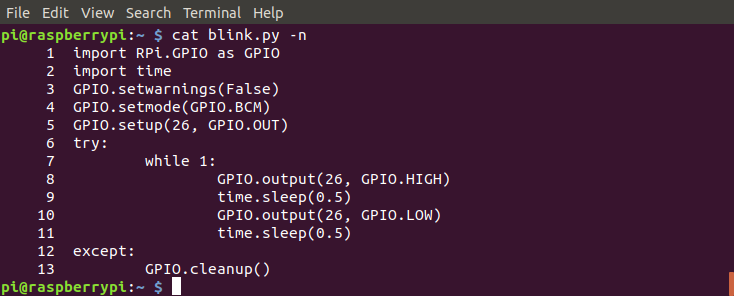 File Edit View Search Terminal Help
pi@raspberrypi:~ $ cat blink.py -n
     1  import RPi.GPIO as GPIO
     2  import time
     3  GPIO.setwarnings(False)
     4  GPIO.setmode(GPIO.BCM)
     5  GPIO.setup(26, GPIO.OUT)
     6  try:
     7          while 1:
     8                  GPIO.output(26, GPIO.HIGH)
     9                  time.sleep(0.5)
    10                  GPIO.output(26, GPIO.LOW)
    11                  time.sleep(0.5)
    12  except:
    13          GPIO.cleanup()
pi@raspberrypi:~ $